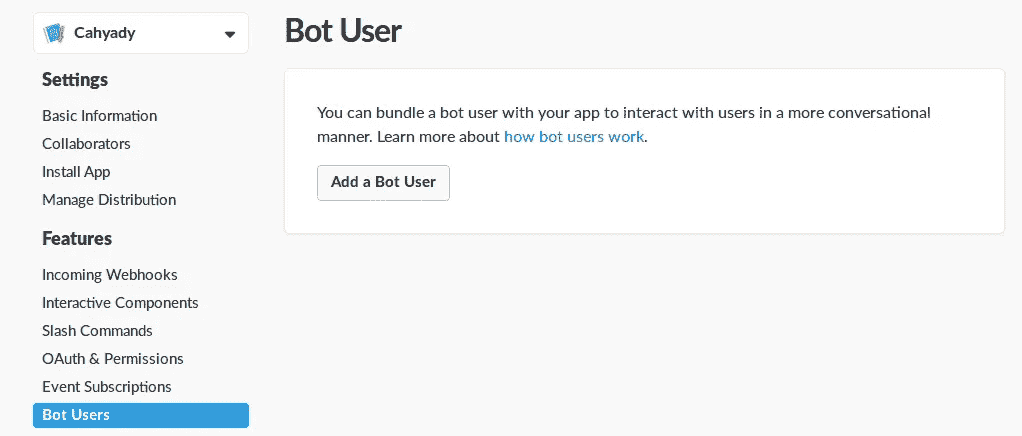 Cahyady
Settings
Basic Information
Collaborators
Install App
Manage Distribution
Features
Incoming Webhooks
Interactive Components
Slash Commands
OAuth & Permissions
Event Subscriptions
Bot Users
Bot User
You can bundle a bot user with your app to interact with users in a more conversational
manner. Learn more about how bot users work.
Add a Bot User